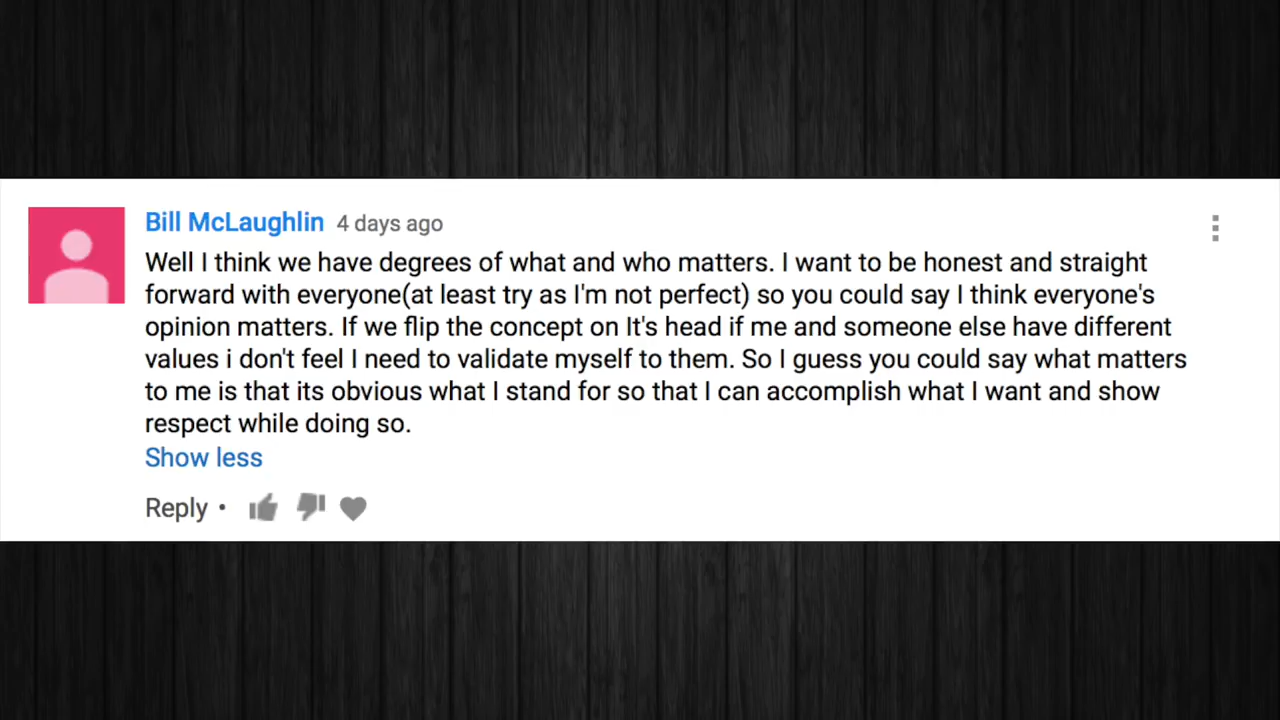 Bill McLaughlin 4 days ago
Well I think we have degrees of what and who matters. I want to be honest and straight
forward with everyone(at least try as I'm not perfect) so you could say I think everyone's
opinion matters. If we flip the concept on It's head if me and someone else have different
values i don't feel I need to validate myself to them. So I guess you could say what matters
to me is that its obvious what I stand for so that I can accomplish what I want and show
respect while doing so.
Show less
Reply •